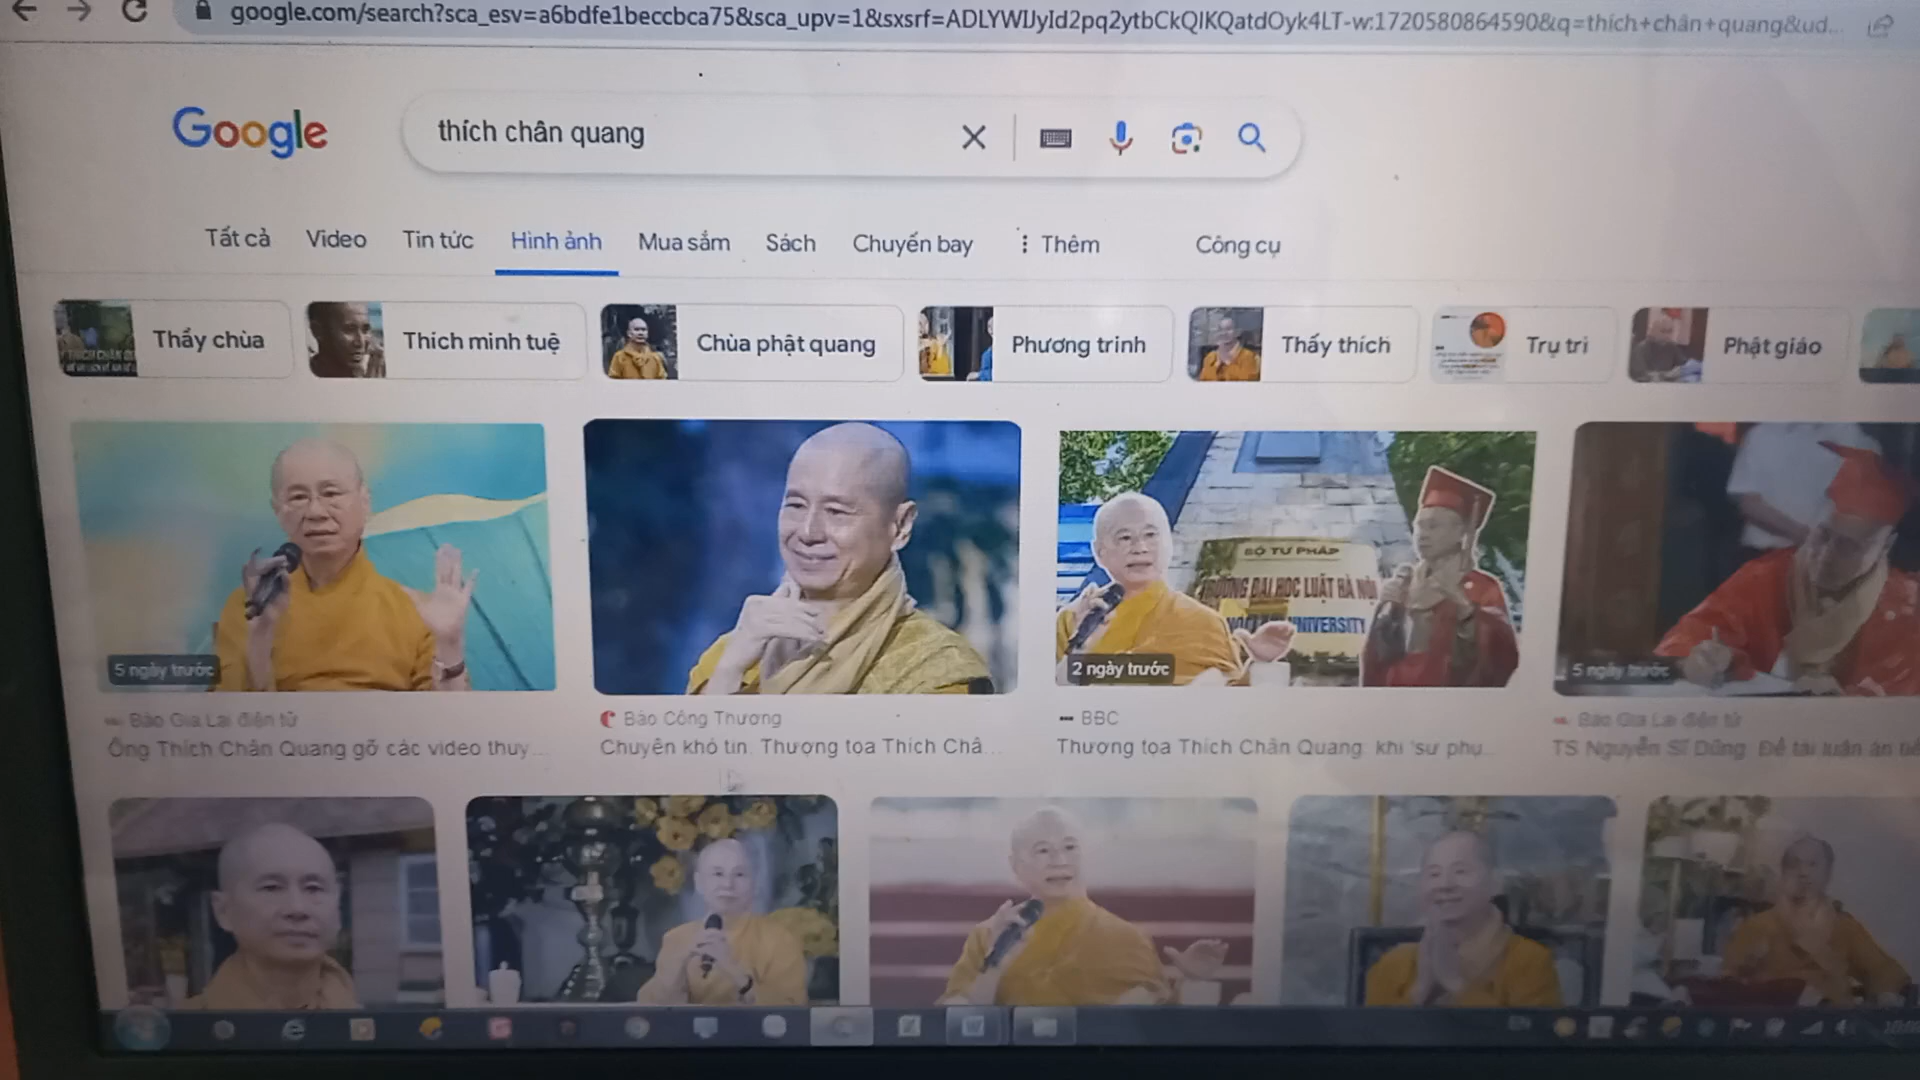 google.com/search?sca_esv=a6bdfe1beccbca75&sca_upv=1&sxsrf=ADLYWIJyId2pq2ytbCkQIKQatdOyk4LT-w:1720580864590&q=thích+chân+quang&ud...
Google
thích chân quang
Tất cả Video Tin tức Hình ảnh Mua sắm Sách Chuyến bay Thêm Công cụ
Thầy chùa Thích minh tuệ Chùa phật quang Phương trinh Thấy thích Trụ trì Phật giáo
BỘ TƯ PHÁP
TRƯỜNG ĐẠI HỌC LUẬT HÀ NỘI
UNIVERSITY
5 ngày trước
2 ngày trước
5 ngày trước
Báo Gia Lai điện tử
Báo Công Thương
BBC
Báo Gia Lai điện tử
Ông Thích Chân Quang gỡ các video thuy...
Chuyện khó tin. Thượng tọa Thích Châ...
Thượng tọa Thích Chân Quang: khi 'sư phụ...
TS Nguyễn Sĩ Dũng: Đề tài luận án